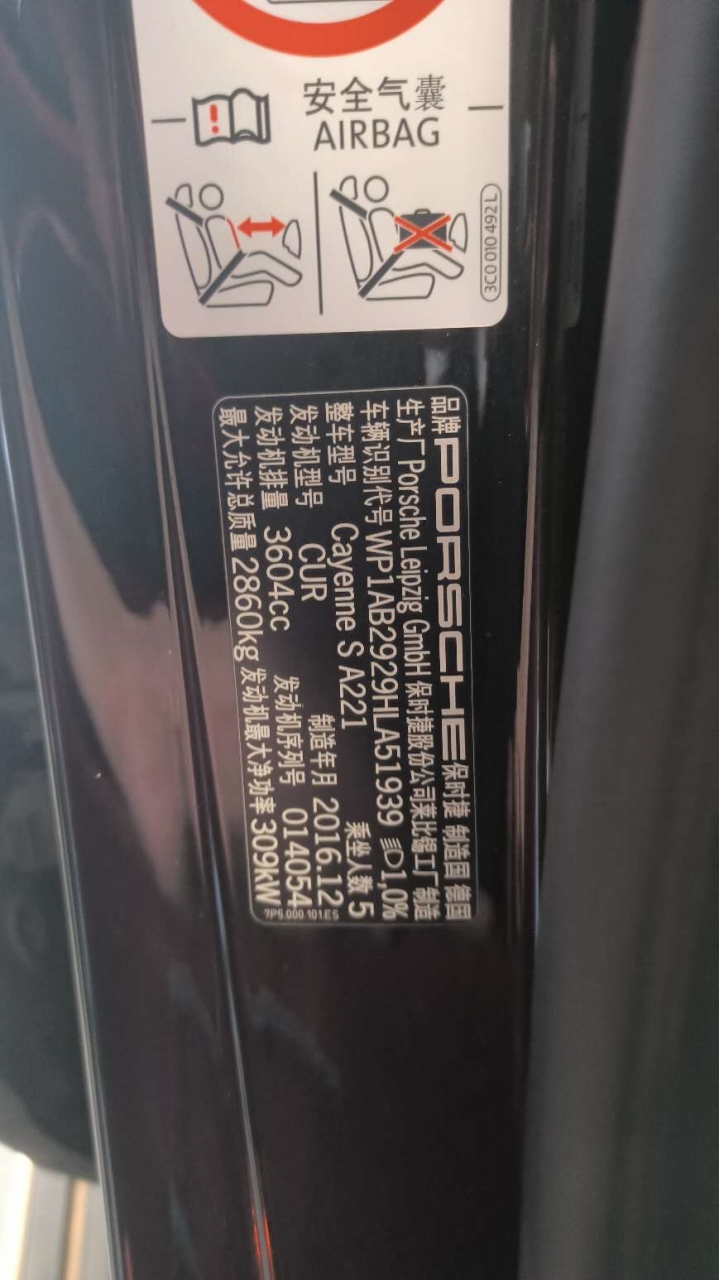 安全气囊
AIRBAG
3C0 010 492 L
品牌 PORSCHE 保时捷 制造国 德国
生产厂 Porsche Leipzig GmbH 保时捷股份公司莱比锡工厂制造
车辆识别代号 WP1AB2929HLA51939 1,0%
整车型号 Cayenne S A221 乘坐人数 5
发动机型号 CUR 制造年月 2016.12
发动机排量 3604cc 发动机序列号 014054
最大允许总质量 2860kg 发动机最大净功率 309kW
7P5.000.101.ES